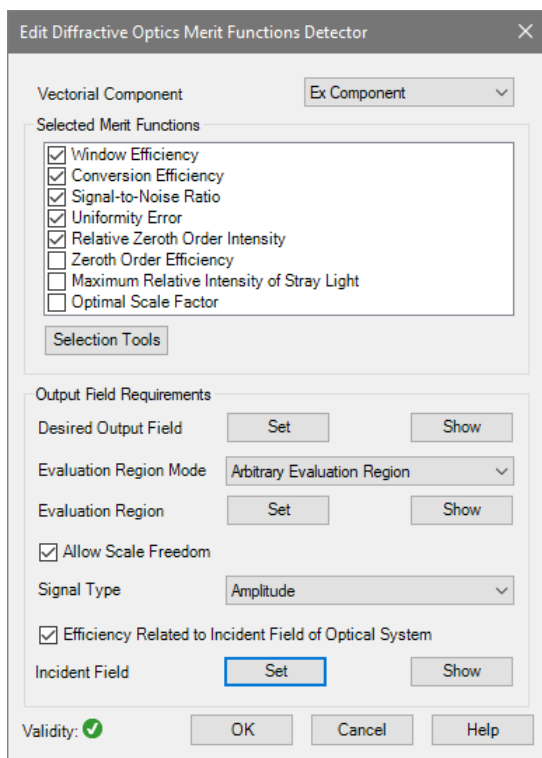 Edit Diffractive Optics Merit Functions Detector
Vectorial Component Ex Component
Selected Merit Functions
Window Efficiency
Conversion Efficiency
Signal-to-Noise Ratio
Uniformity Error
Relative Zeroth Order Intensity
Zeroth Order Efficiency
Maximum Relative Intensity of Stray Light
Optimal Scale Factor
Selection Tools
Output Field Requirements
Desired Output Field Set Show
Evaluation Region Mode Arbitrary Evaluation Region
Evaluation Region Set Show
Allow Scale Freedom
Signal Type Amplitude
Efficiency Related to Incident Field of Optical System
Incident Field Set Show
Validity: OK Cancel Help